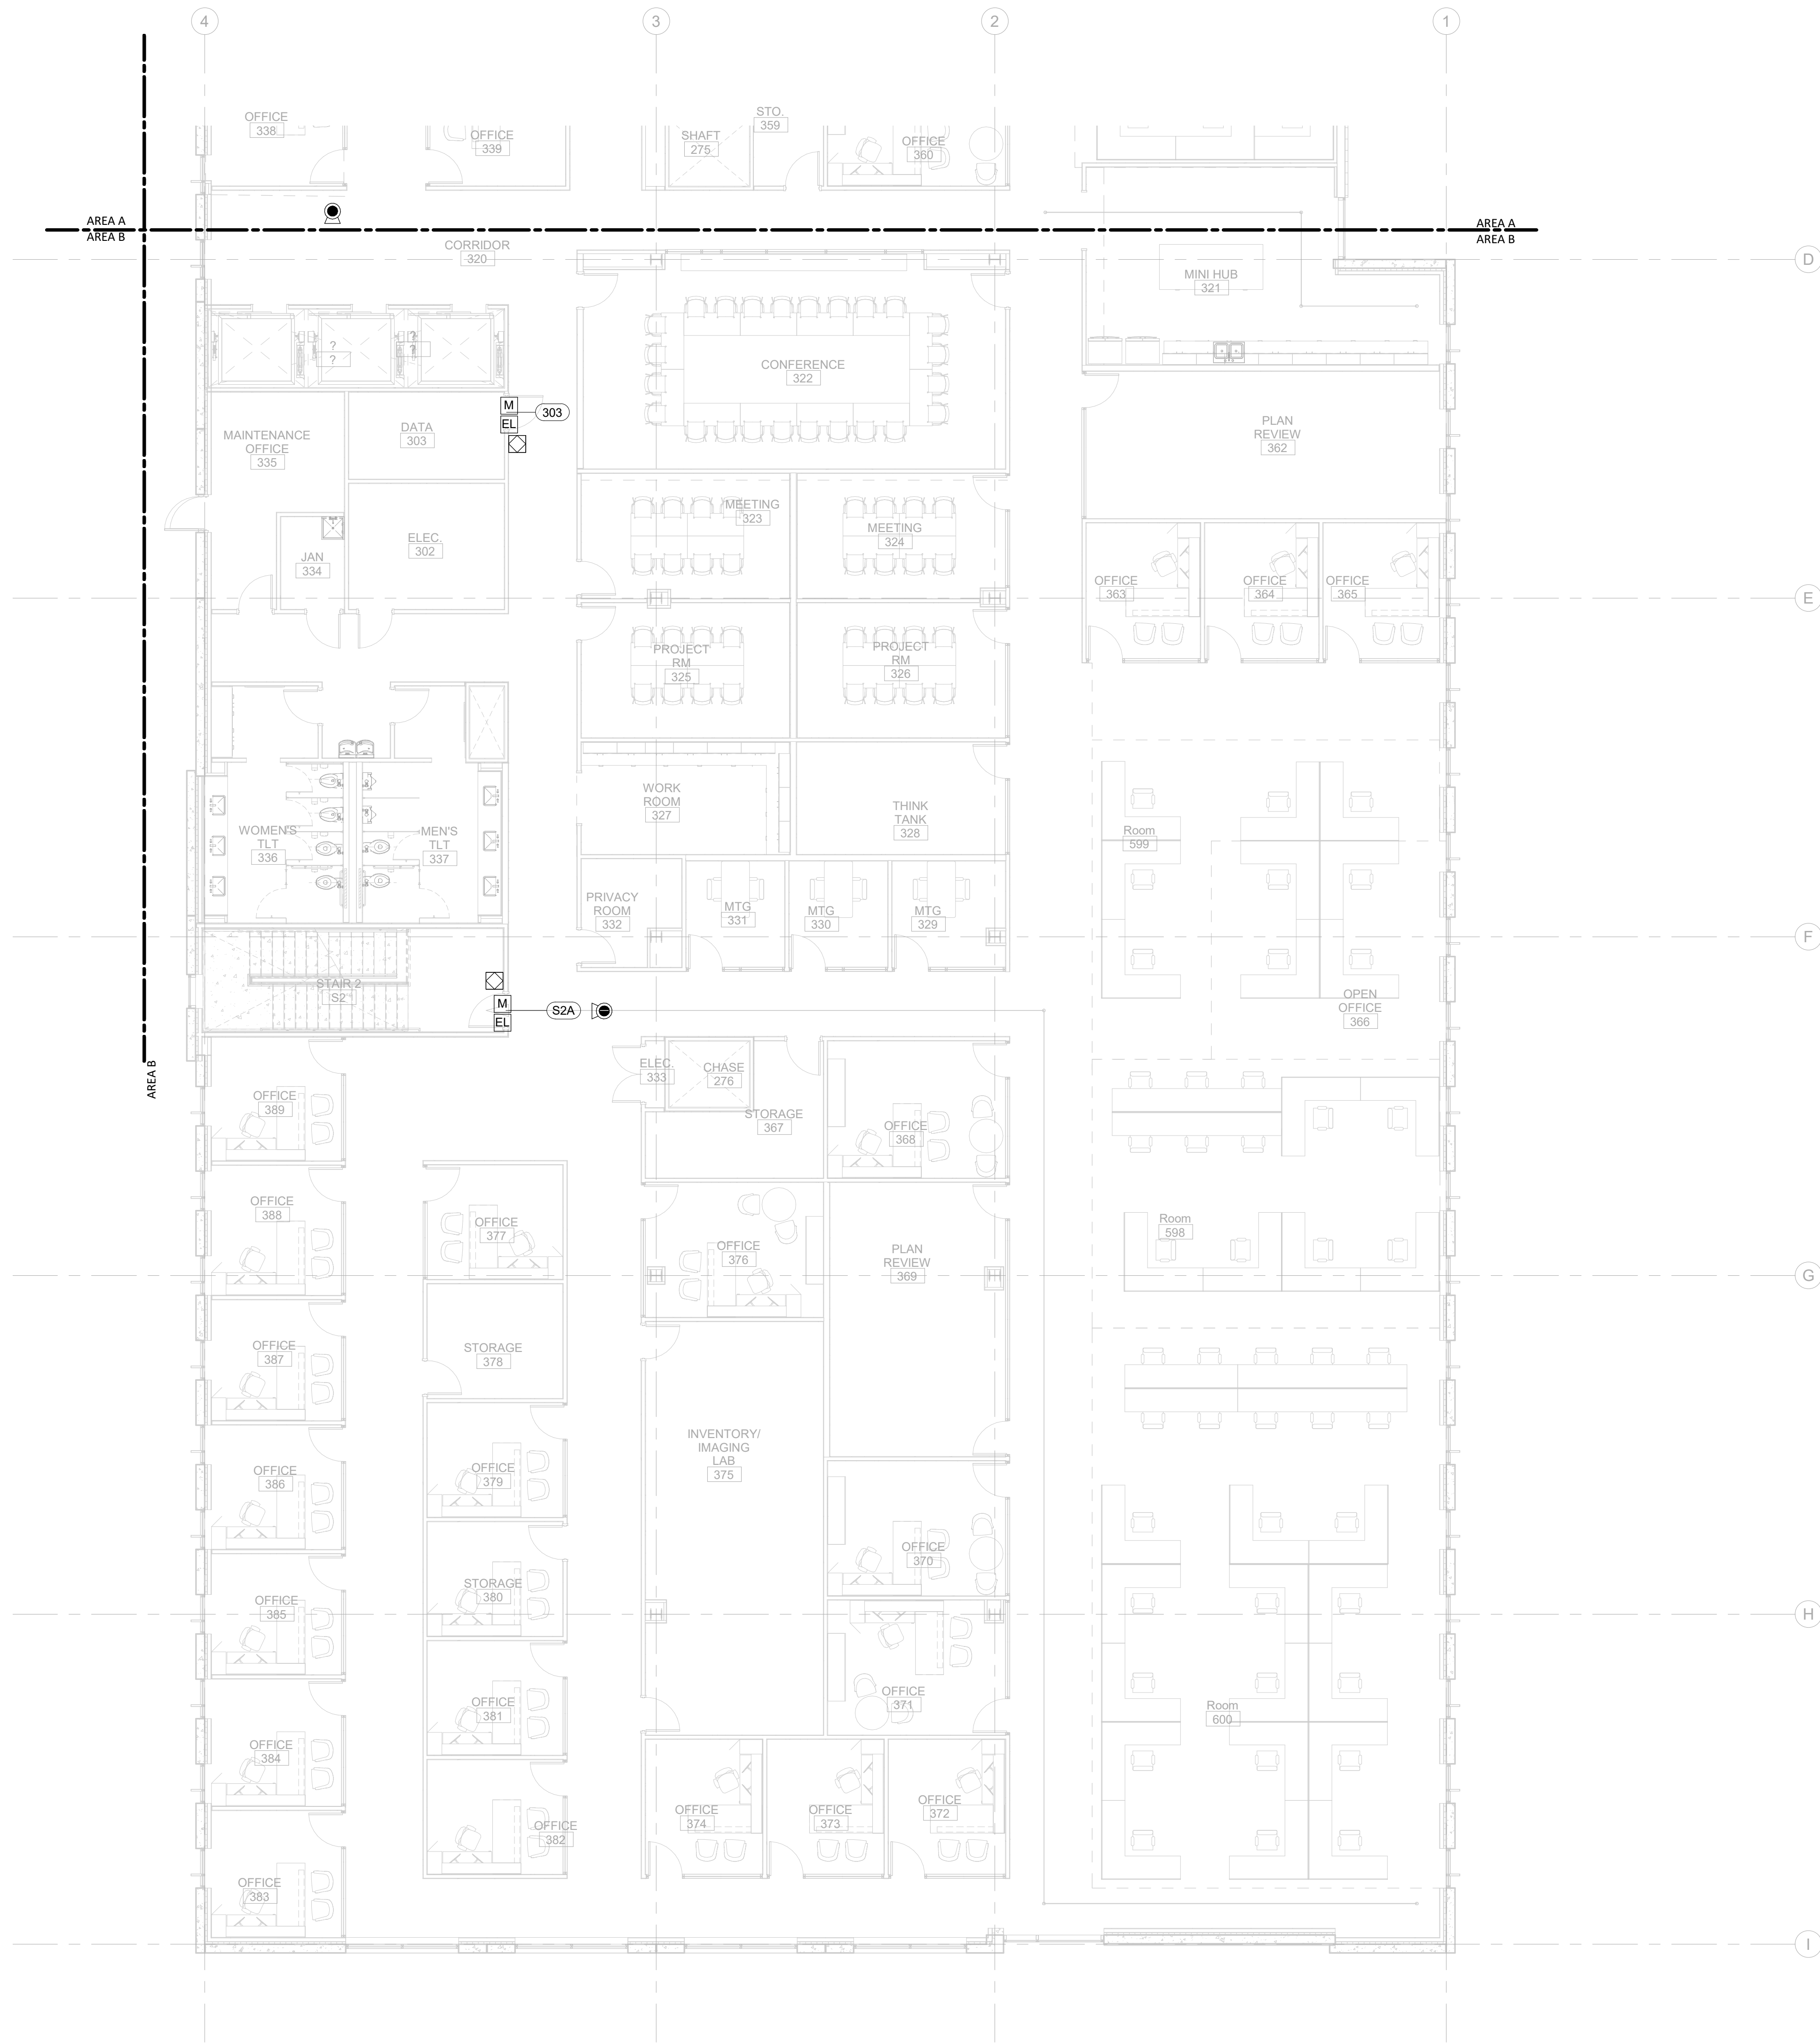 4
3
2
1
OFFICE
338
OFFICE
339
STO.
359
SHAFT
275
OFFICE
360
AREA A
AREA B
AREA A
AREA B
CORRIDOR
320
D
MINI HUB
321
?
?
?
?
CONFERENCE
322
M
EL
303
DATA
303
MAINTENANCE
OFFICE
335
PLAN
REVIEW
362
MEETING
323
MEETING
324
ELEC.
302
JAN
334
OFFICE
363
OFFICE
364
OFFICE
365
E
PROJECT
RM
325
PROJECT
RM
326
WORK
ROOM
327
THINK
TANK
328
WOMEN'S
TLT
336
MEN'S
TLT
337
Room
599
PRIVACY
ROOM
332
MTG
331
MTG
330
MTG
329
F
STAIR 2
S2
M
EL
S2A
OPEN
OFFICE
366
AREA B
ELEC.
333
CHASE
276
STORAGE
367
OFFICE
368
OFFICE
389
OFFICE
388
OFFICE
377
OFFICE
376
PLAN
REVIEW
369
Room
598
G
OFFICE
387
STORAGE
378
INVENTORY/
IMAGING
LAB
375
OFFICE
386
OFFICE
379
OFFICE
370
OFFICE
385
STORAGE
380
H
OFFICE
384
OFFICE
381
OFFICE
371
Room
600
OFFICE
374
OFFICE
373
OFFICE
372
OFFICE
382
OFFICE
383
I